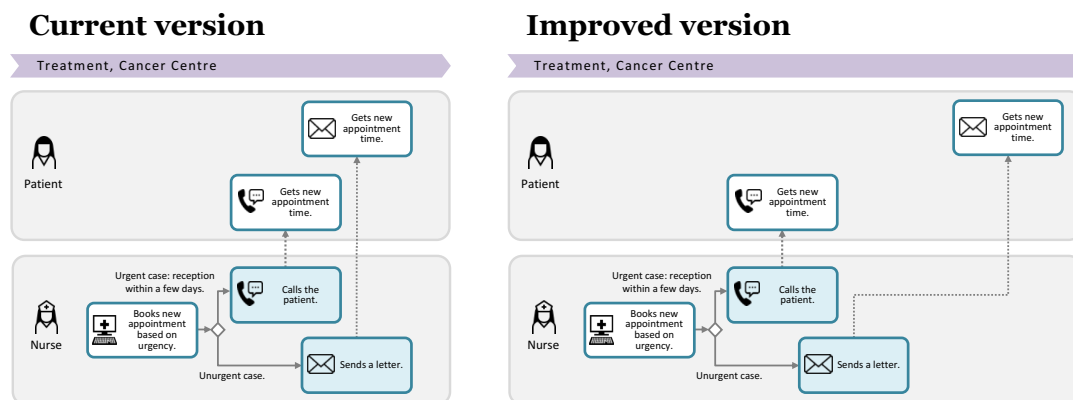 Current version
Treatment, Cancer Centre
Gets new
appointment
time.
Patient
Gets new
appointment
time.
Urgent case: reception
within a few days.
Calls the
patient.
Books new
appointment
based on
urgency.
Nurse
Sends a letter.
Unurgent case.
Improved version
Treatment, Cancer Centre
Gets new
appointment
time.
Patient
Gets new
appointment
time.
Urgent case: reception
within a few days.
Calls the
patient.
Books new
appointment
based on
urgency.
Nurse
Sends a letter.
Unurgent case.